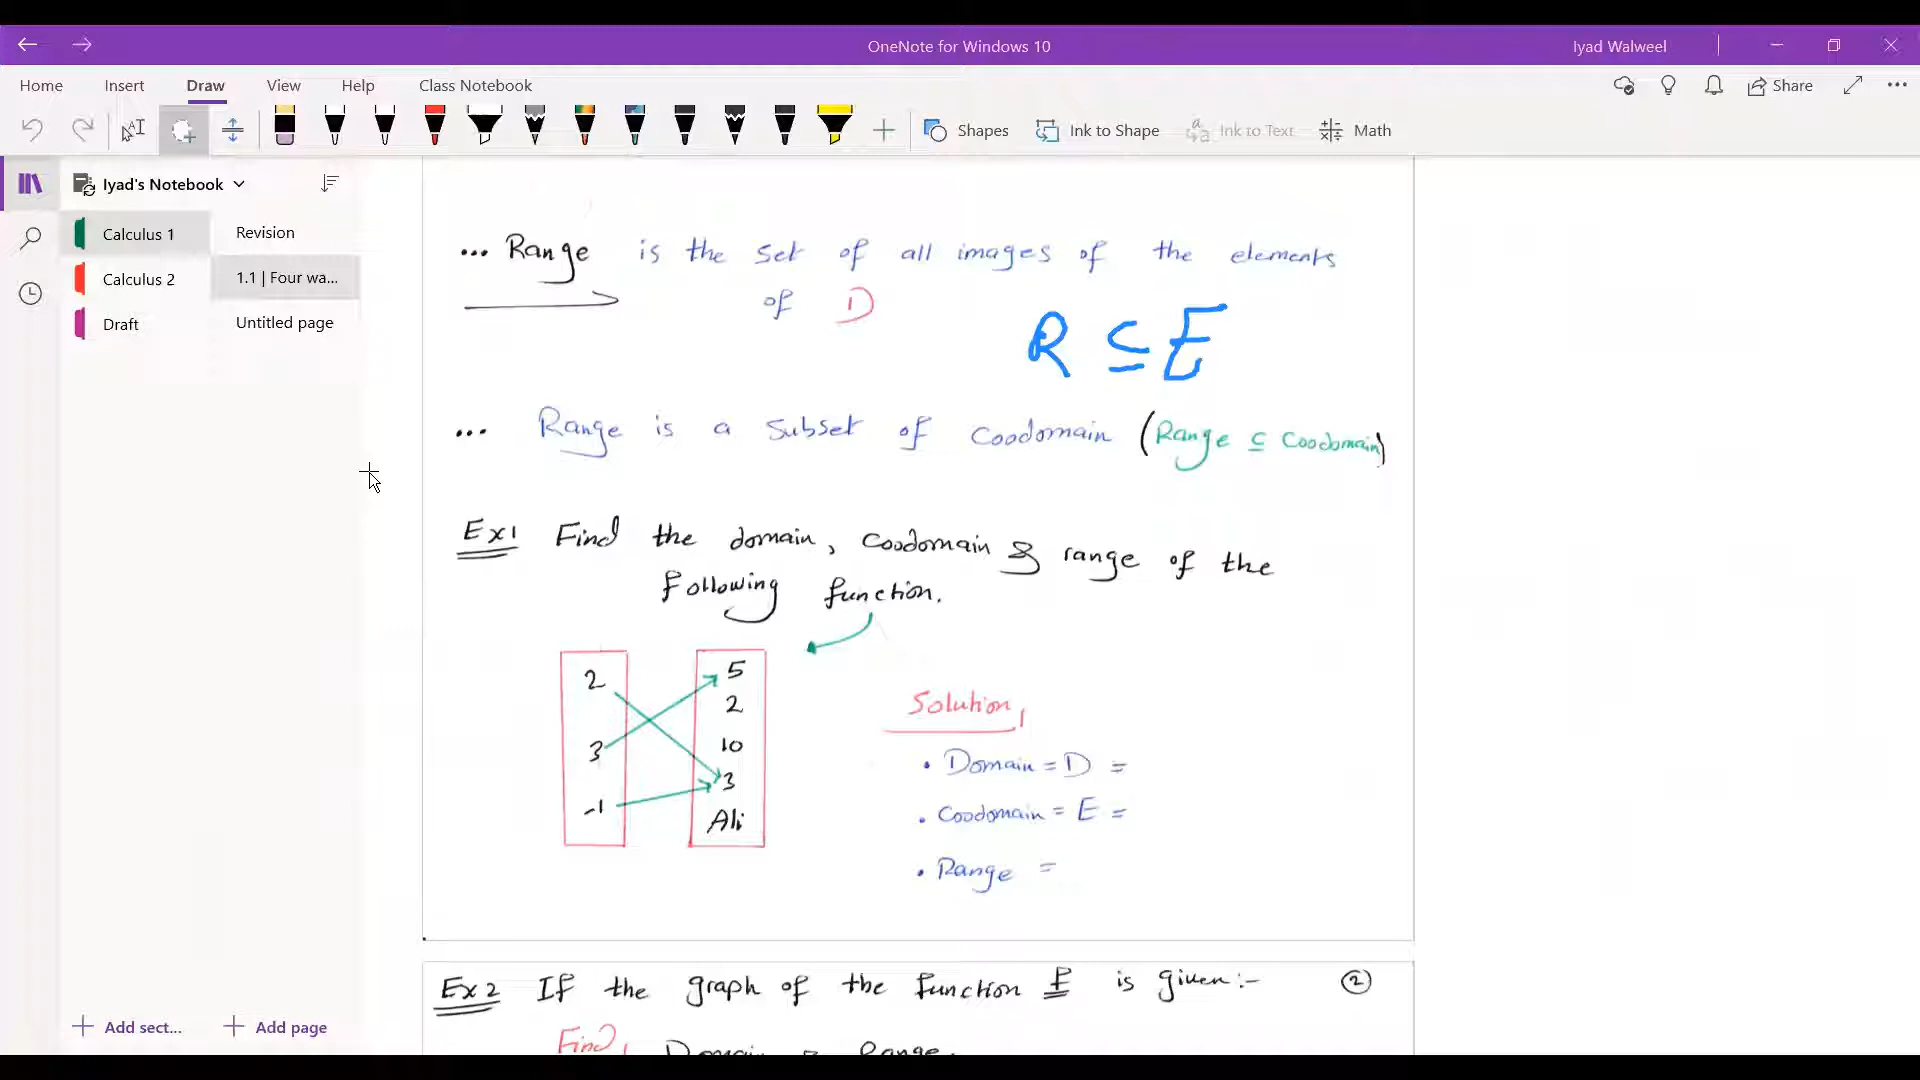 OneNote for Windows 10
Iyad Walweel
Home Insert Draw View Help Class Notebook
Share
Shapes Ink to Shape Ink to Text Math
Iyad's Notebook
Calculus 1
Calculus 2
Draft
Revision
1.1 | Four wa...
Untitled page
... Range is the set of all images of the elements
of D
R ⊆ E
... Range is a subset of Coodomain (Range ⊆ Coodomain)
Ex1 Find the domain, Coodomain & range of the
following function.
2
3
-1
5
2
10
3
Ali
Solution,
• Domain = D =
• Coodomain = E =
• Range =
Ex2 If the graph of the function f is given:- ②
Find, Domain & Range.
Add sect... Add page